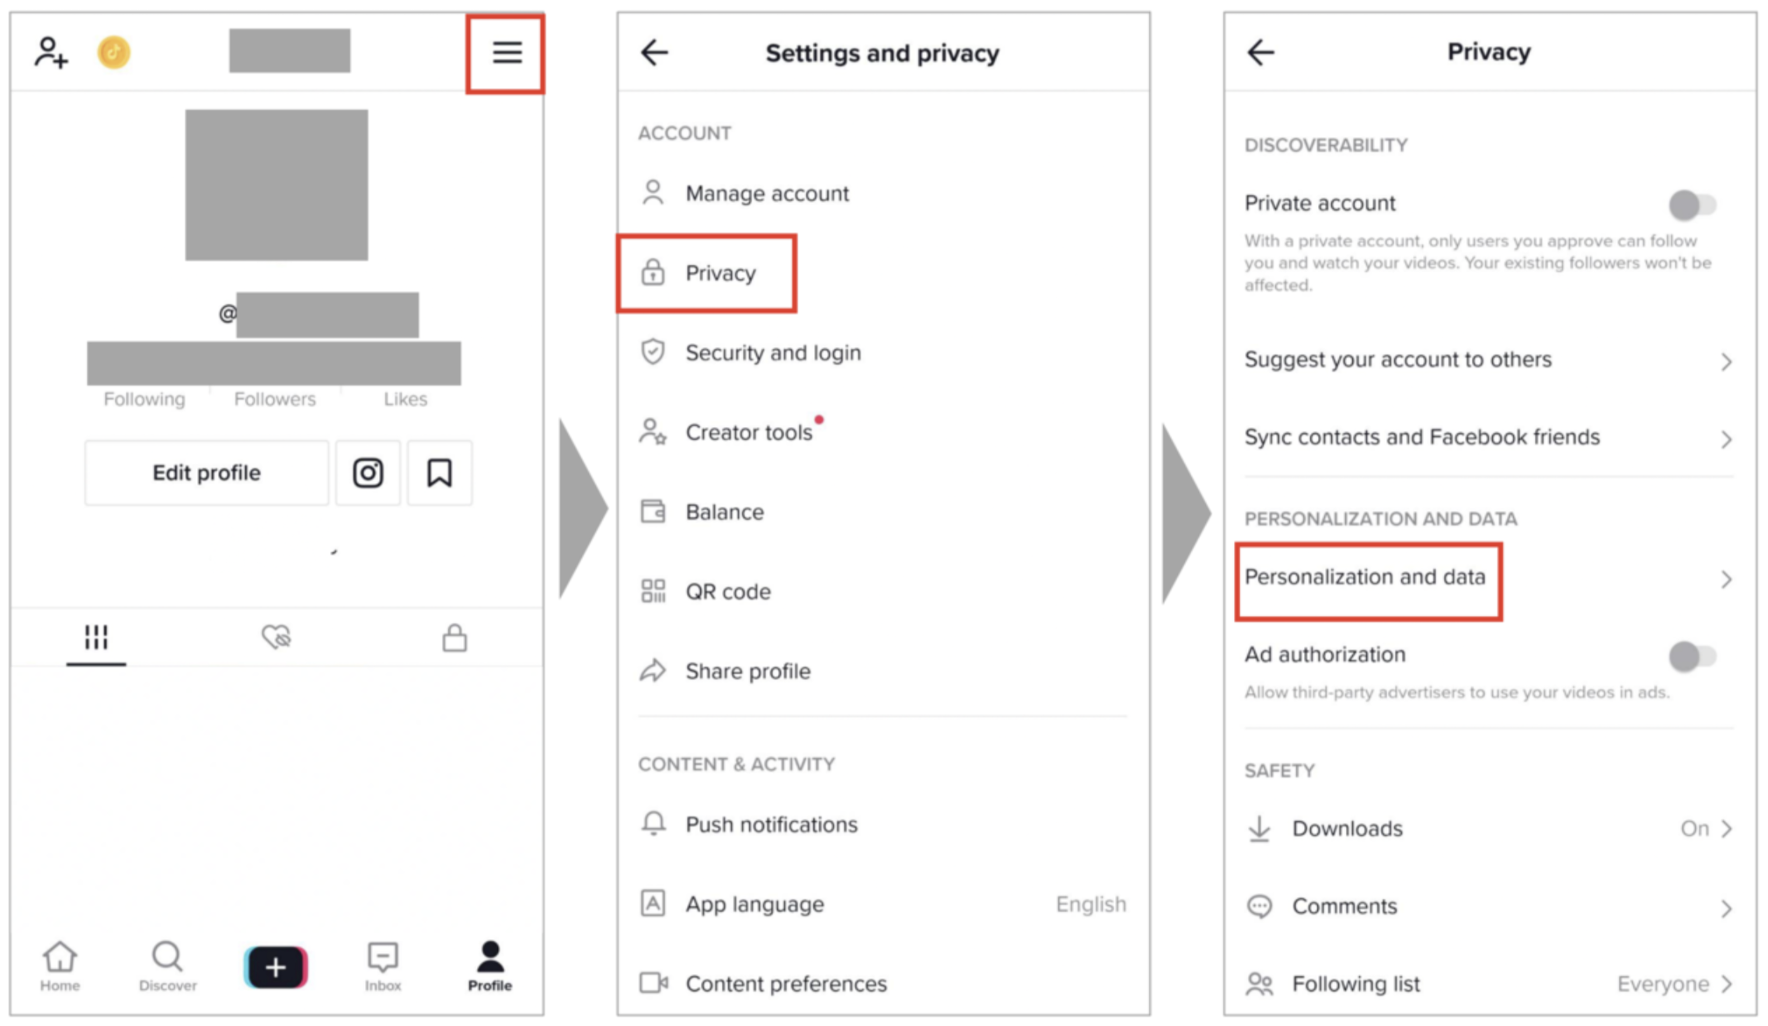 @
Following Followers Likes
Edit profile
Home Discover Inbox Profile
Settings and privacy
ACCOUNT
Manage account
Privacy
Security and login
Creator tools
Balance
QR code
Share profile
CONTENT & ACTIVITY
Push notifications
App language English
Content preferences
Privacy
DISCOVERABILITY
Private account
With a private account, only users you approve can follow
you and watch your videos. Your existing followers won't be
affected.
Suggest your account to others
Sync contacts and Facebook friends
PERSONALIZATION AND DATA
Personalization and data
Ad authorization
Allow third-party advertisers to use your videos in ads.
SAFETY
Downloads On
Comments
Following list Everyone